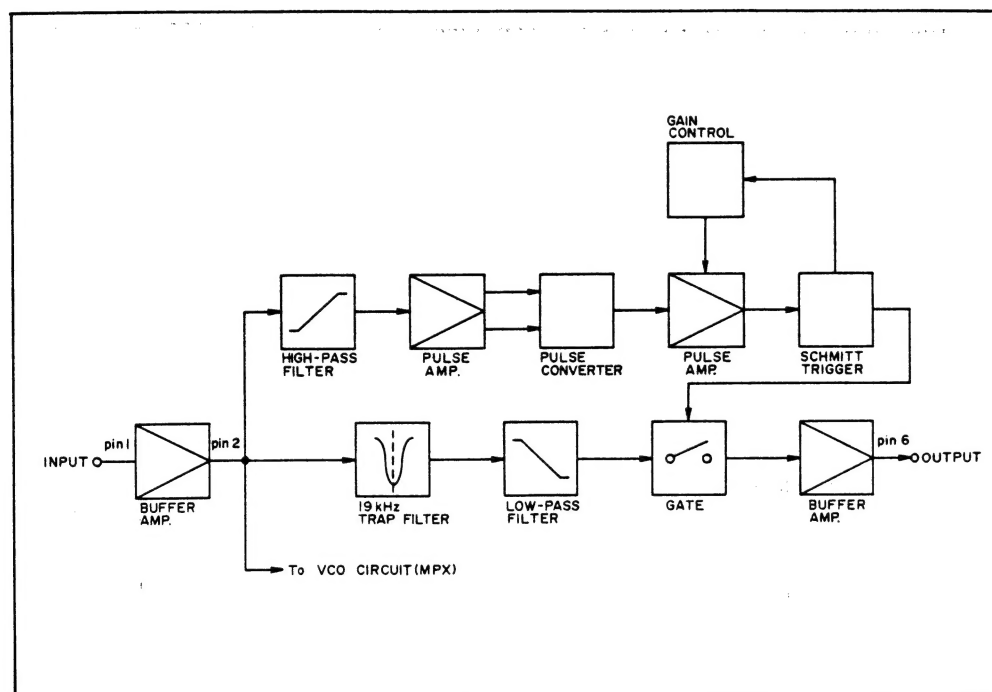 GAIN
CONTROL
HIGH-PASS
FILTER
PULSE
AMP.
PULSE
CONVERTER
PULSE
AMP.
SCHMITT
TRIGGER
INPUT
pin 1
BUFFER
AMP.
pin 2
19 kHz
TRAP FILTER
LOW-PASS
FILTER
GATE
BUFFER
AMP.
pin 6
OUTPUT
To VCO CIRCUIT (MPX)